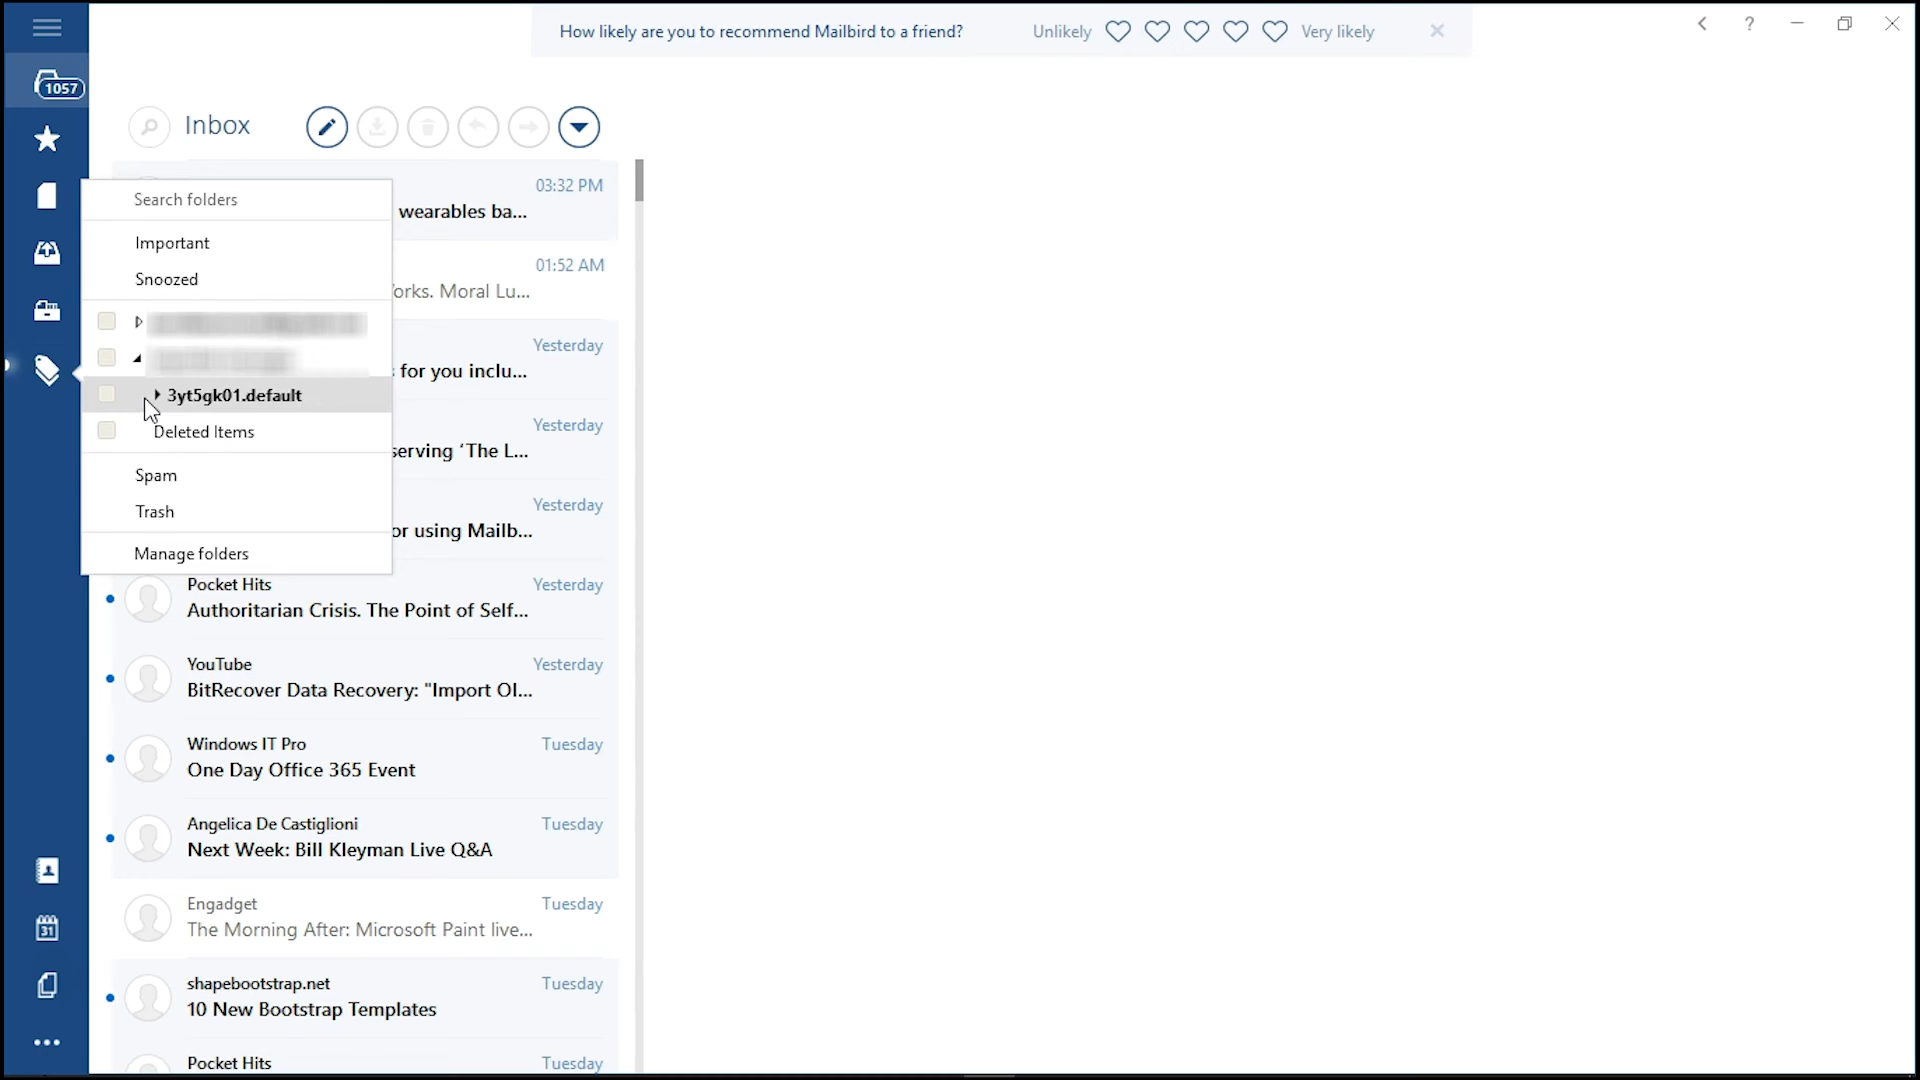 How likely are you to recommend Mailbird to a friend? Unlikely Very likely
?
1057
Inbox
03:32 PM
wearables ba...
01:52 AM
orks. Moral Lu...
Yesterday
for you inclu...
Yesterday
serving ‘The L...
Yesterday
or using Mailb...
Search folders
Important
Snoozed
3yt5gk01.default
Deleted Items
Spam
Trash
Manage folders
Pocket Hits Yesterday
Authoritarian Crisis. The Point of Self...
YouTube Yesterday
BitRecover Data Recovery: "Import Ol...
Windows IT Pro Tuesday
One Day Office 365 Event
Angelica De Castiglioni Tuesday
Next Week: Bill Kleyman Live Q&A
Engadget Tuesday
The Morning After: Microsoft Paint live...
shapebootstrap.net Tuesday
10 New Bootstrap Templates
Pocket Hits Tuesday
31